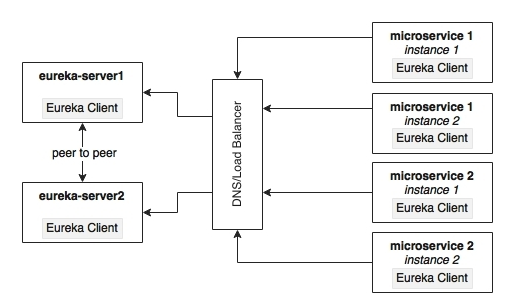 eureka-server1
Eureka Client
peer to peer
eureka-server2
Eureka Client
DNS/Load Balancer
microservice 1
instance 1
Eureka Client
microservice 1
instance 2
Eureka Client
microservice 2
instance 1
Eureka Client
microservice 2
instance 2
Eureka Client